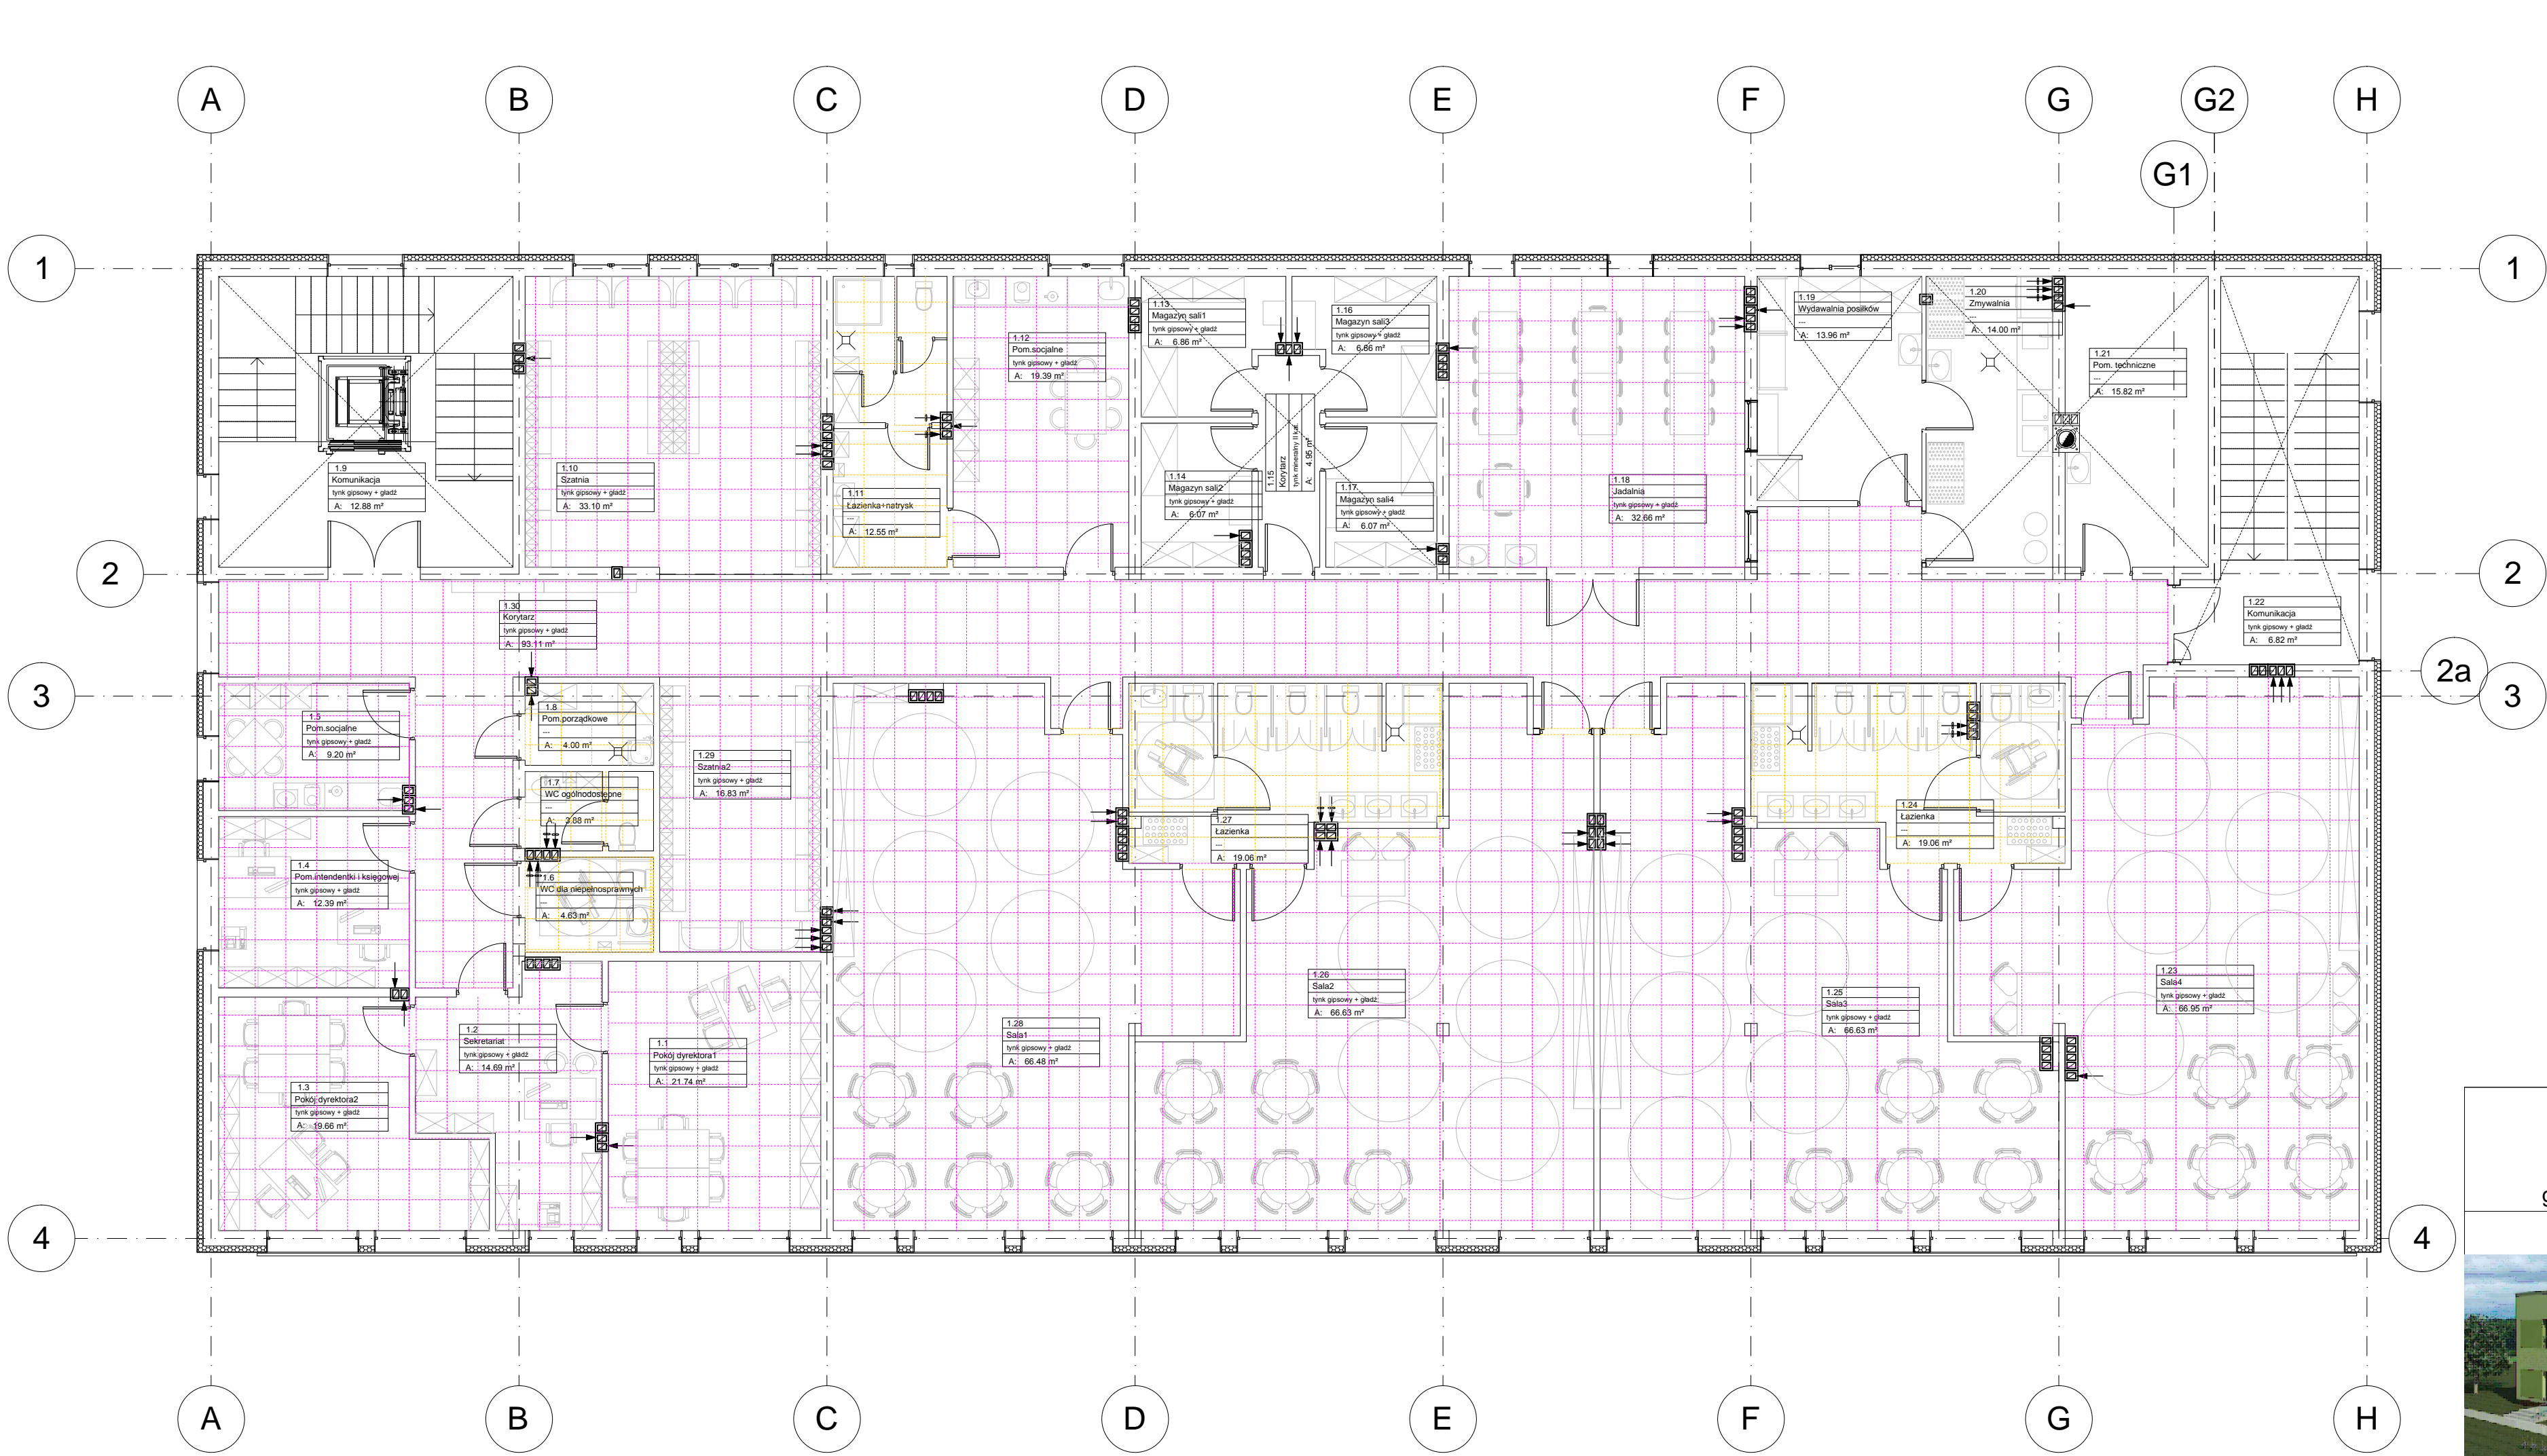 A
B
C
D
E
F
G
G2
H
G1
1
1
1.13
Magazyn sali1
tynk gipsowy + gładź
A: 6.86 m²
1.16
Magazyn sali3
tynk gipsowy + gładź
A: 6.86 m²
1.19
Wydawalnia posiłków
---
A: 13.96 m²
1.20
Zmywalnia
---
A: 14.00 m²
1.12
Pom.socjalne
tynk gipsowy + gładź
A: 19.39 m²
1.21
Pom. techniczne
---
A: 15.82 m²
1.9
Komunikacja
tynk gipsowy + gładź
A: 12.88 m²
1.10
Szatnia
tynk gipsowy + gładź
A: 33.10 m²
1.11
Łazienka+natrysk
---
A: 12.55 m²
1.14
Magazyn sali2
tynk gipsowy + gładź
A: 6.07 m²
1.15
Korytarz
tynk mineralny II kat.
A: 4.95 m²
1.17
Magazyn sali4
tynk gipsowy + gładź
A: 6.07 m²
1.18
Jadalnia
tynk gipsowy + gładź
A: 32.66 m²
2
2
1.30
Korytarz
tynk gipsowy + gładź
A: 93.11 m²
1.22
Komunikacja
tynk gipsowy + gładź
A: 6.82 m²
2a
3
3
1.5
Pom.socjalne
tynk gipsowy + gładź
A: 9.20 m²
1.8
Pom.porządkowe
---
A: 4.00 m²
1.29
Szatnia2
tynk gipsowy + gładź
A: 16.83 m²
1.7
WC ogólnodostępne
---
A: 3.88 m²
1.27
Łazienka
---
A: 19.06 m²
1.24
Łazienka
---
A: 19.06 m²
1.4
Pom.intendentki i księgowej
tynk gipsowy + gładź
A: 12.39 m²
1.6
WC dla niepełnosprawnych
---
A: 4.63 m²
1.26
Sala2
tynk gipsowy + gładź
A: 66.63 m²
1.25
Sala3
tynk gipsowy + gładź
A: 66.63 m²
1.23
Sala4
tynk gipsowy + gładź
A: 66.95 m²
1.28
Sala1
tynk gipsowy + gładź
A: 66.48 m²
1.2
Sekretariat
tynk gipsowy + gładź
A: 14.69 m²
1.1
Pokój dyrektora1
tynk gipsowy + gładź
A: 21.74 m²
1.3
Pokój dyrektora2
tynk gipsowy + gładź
A: 19.66 m²
4
4
A
B
C
D
E
F
G
H